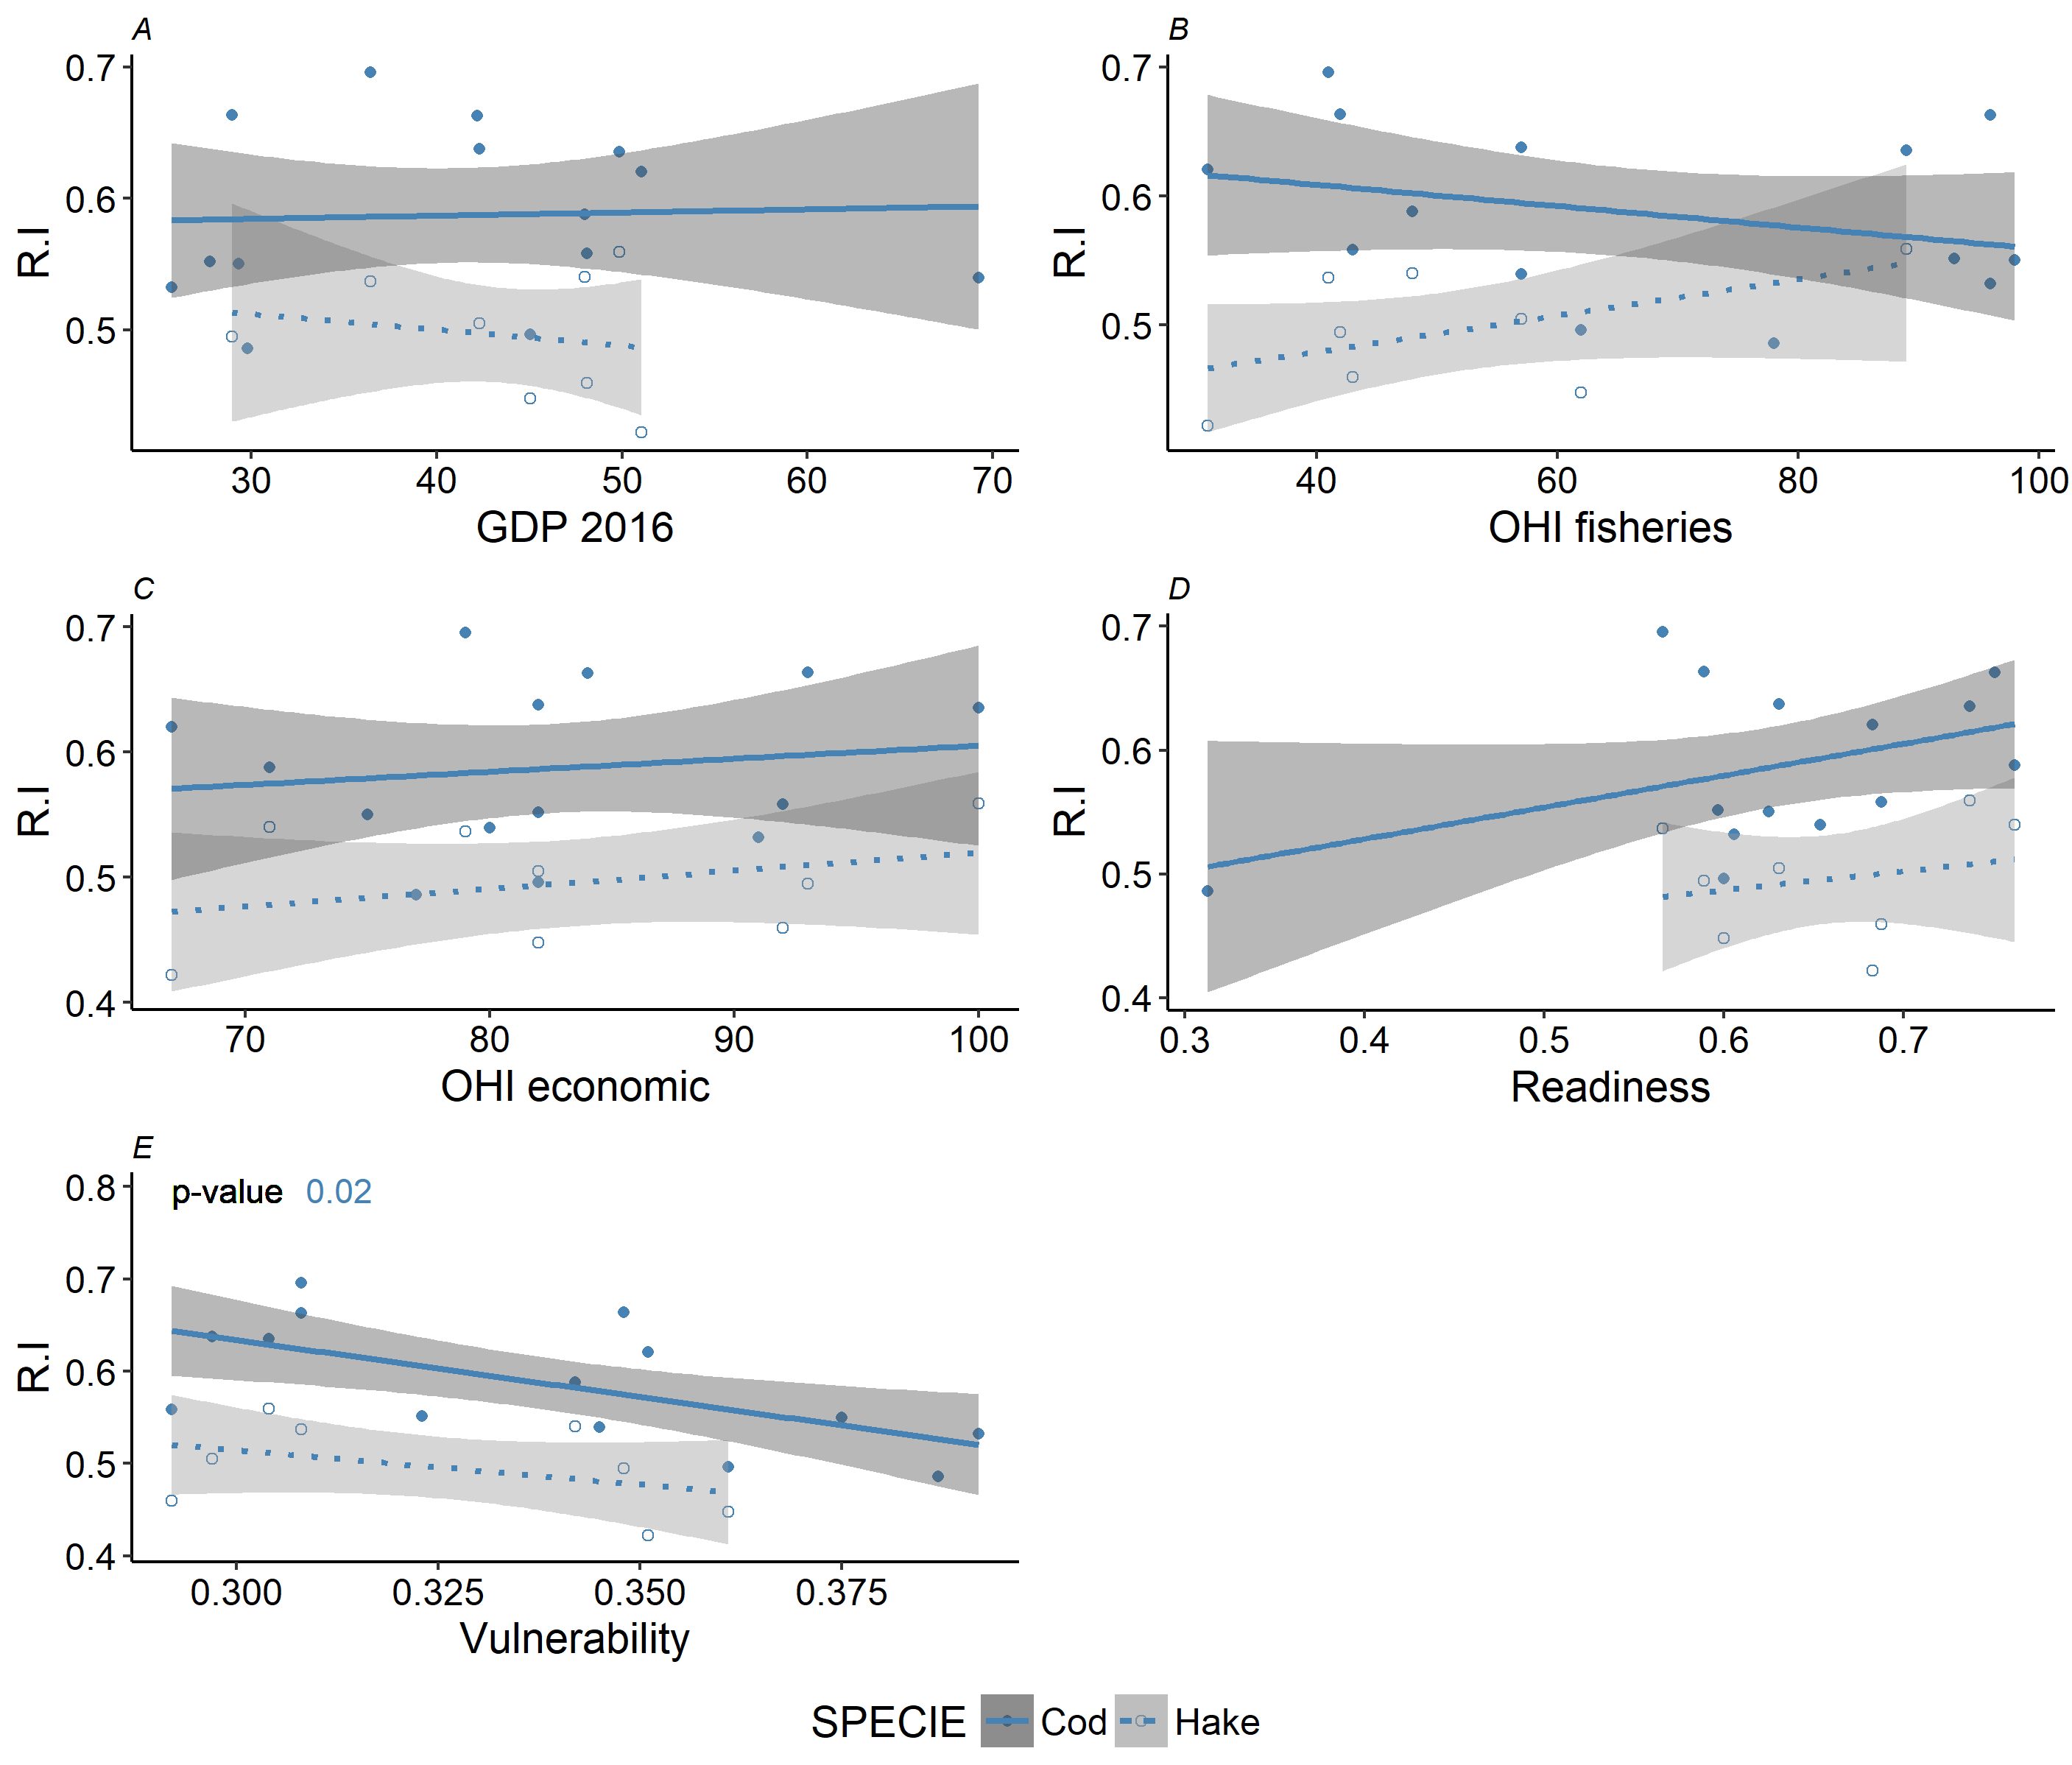 A
0.7
0.6
0.5
R.I
30 40 50 60 70
GDP 2016
B
0.7
0.6
0.5
R.I
40 60 80 100
OHI fisheries
C
0.7
0.6
0.5
0.4
R.I
70 80 90 100
OHI economic
D
0.7
0.6
0.5
0.4
R.I
0.3 0.4 0.5 0.6 0.7
Readiness
E
p-value 0.02
0.8
0.7
0.6
0.5
0.4
R.I
0.300 0.325 0.350 0.375
Vulnerability
SPECIE Cod Hake